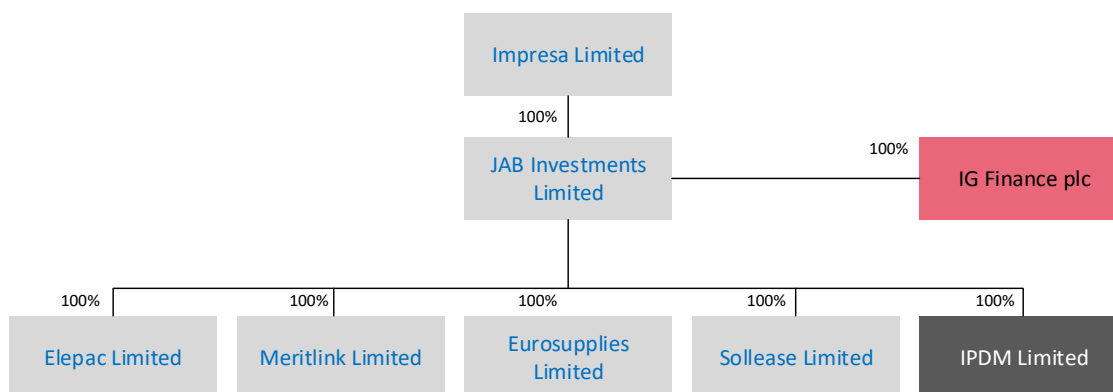 Impresa Limited
100%
JAB Investments
Limited
100%
IG Finance plc
100%
100%
100%
100%
100%
Elepac Limited
Meritlink Limited
Eurosupplies
Limited
Sollease Limited
IPDM Limited